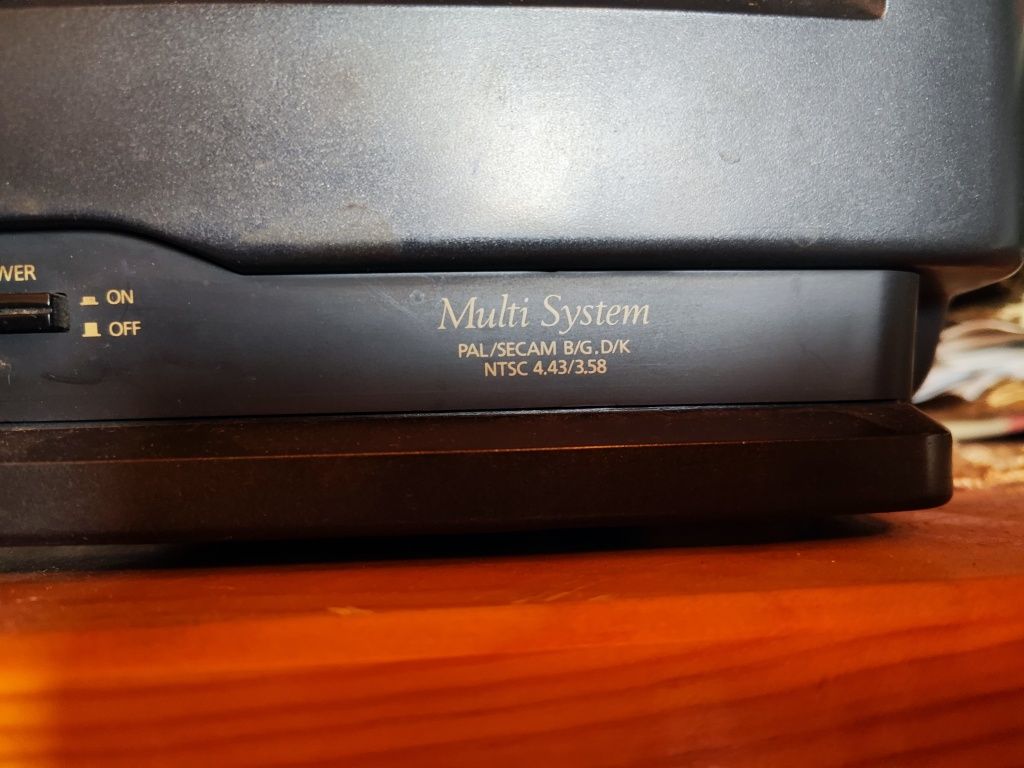 WER
ON
OFF
Multi System
PAL/SECAM B/G.D/K
NTSC 4.43/3.58